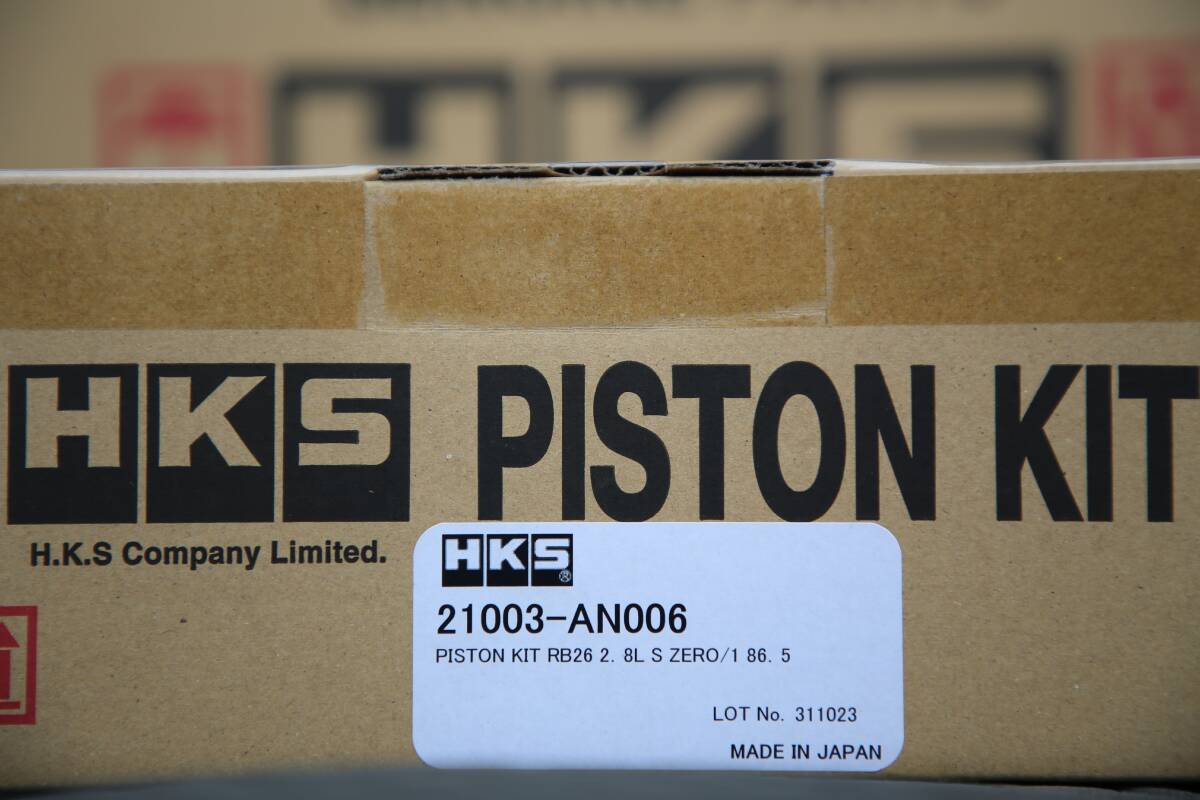 HKS
HKS PISTON KIT
H.K.S Company Limited.
HKS®
21003-AN006
PISTON KIT RB26 2. 8L S ZERO/1 86. 5
LOT No. 311023
MADE IN JAPAN